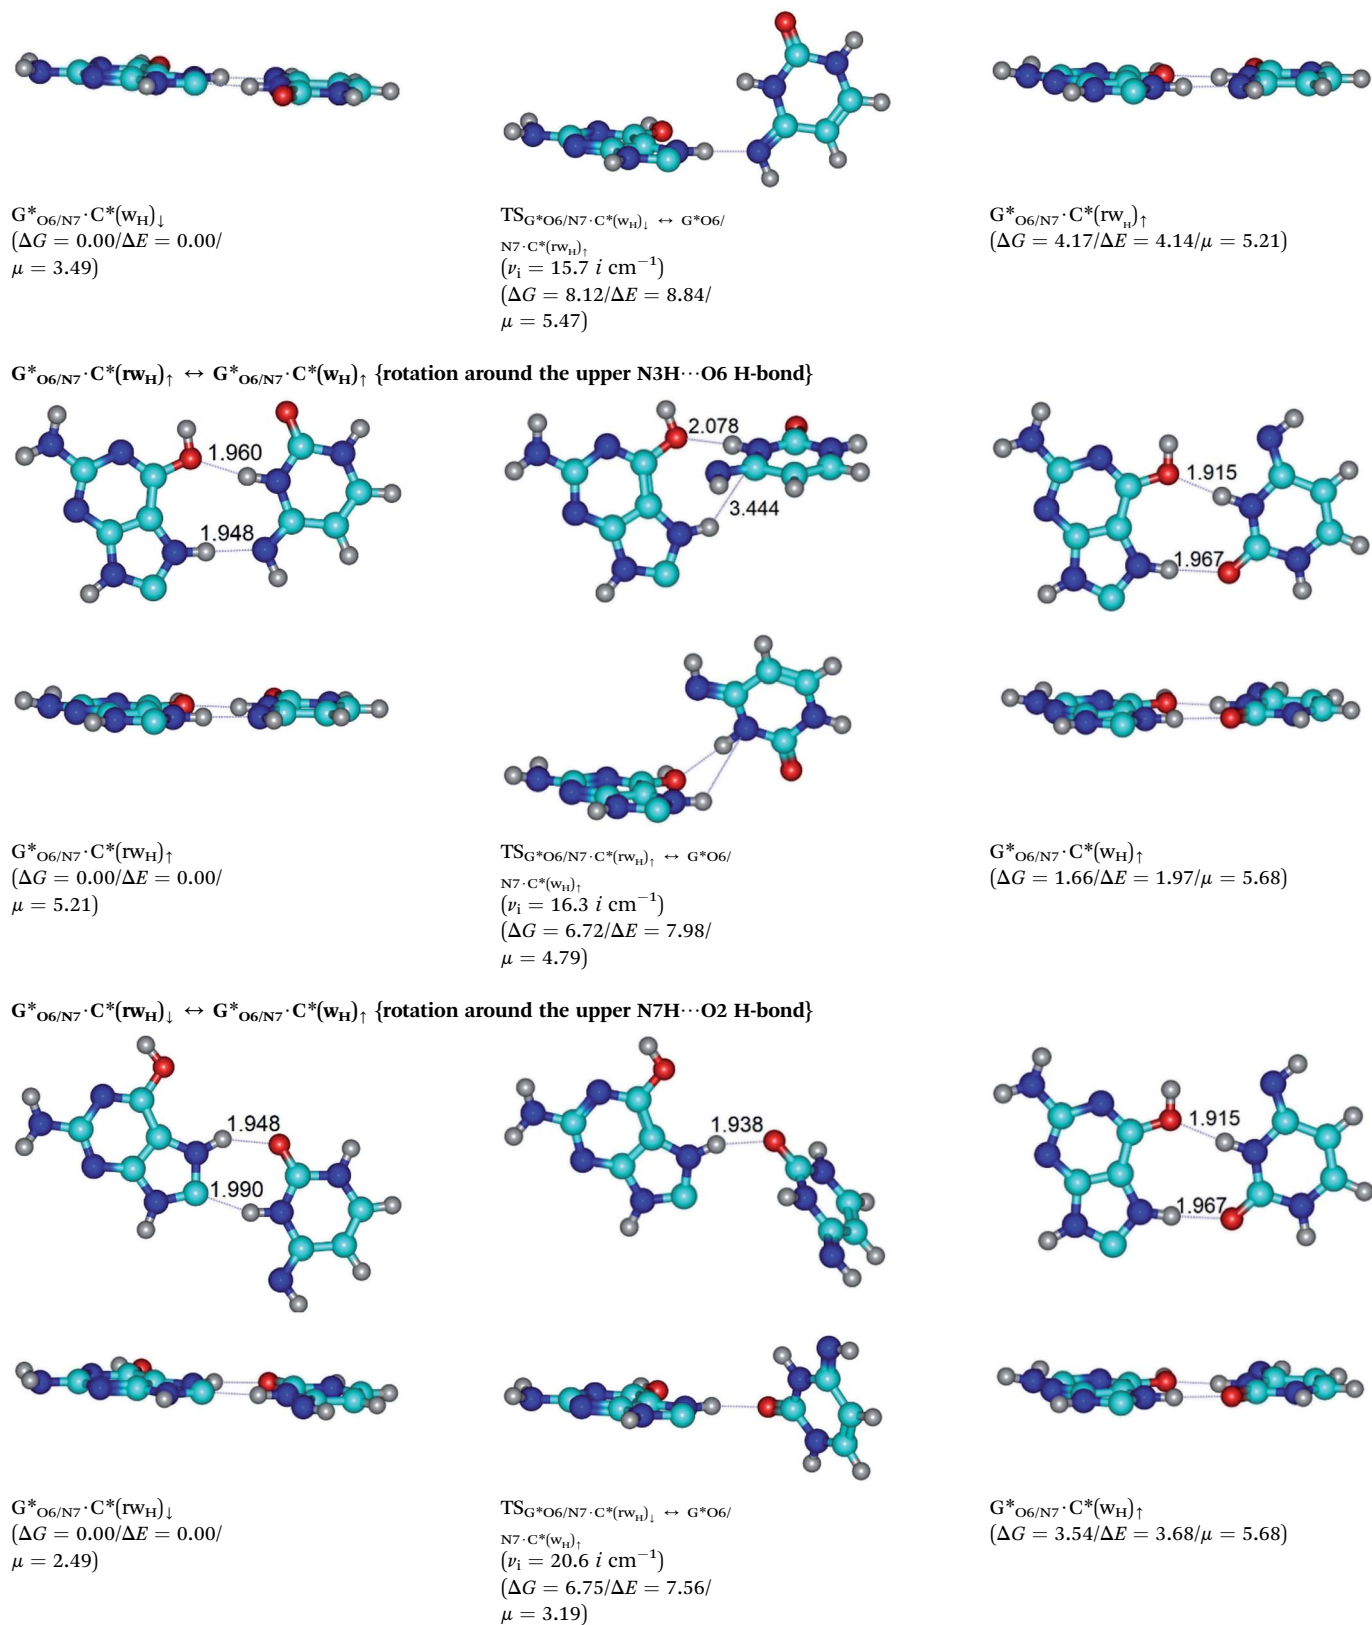 G*O6/N7·C*(wH)↓
(ΔG = 0.00/ΔE = 0.00/
μ = 3.49)
TSG*O6/N7·C*(wH)↓ ↔ G*O6/
N7·C*(rwH)↑
(νi = 15.7 i cm−1)
(ΔG = 8.12/ΔE = 8.84/
μ = 5.47)
G*O6/N7·C*(rwH)↑
(ΔG = 4.17/ΔE = 4.14/μ = 5.21)
G*O6/N7·C*(rwH)↑ ↔ G*O6/N7·C*(wH)↑ {rotation around the upper N3H···O6 H-bond}
1.960
1.948
2.078
3.444
1.915
1.967
G*O6/N7·C*(rwH)↑
(ΔG = 0.00/ΔE = 0.00/
μ = 5.21)
TSG*O6/N7·C*(rwH)↑ ↔ G*O6/
N7·C*(wH)↑
(νi = 16.3 i cm−1)
(ΔG = 6.72/ΔE = 7.98/
μ = 4.79)
G*O6/N7·C*(wH)↑
(ΔG = 1.66/ΔE = 1.97/μ = 5.68)
G*O6/N7·C*(rwH)↓ ↔ G*O6/N7·C*(wH)↑ {rotation around the upper N7H···O2 H-bond}
1.948
1.990
1.938
1.915
1.967
G*O6/N7·C*(rwH)↓
(ΔG = 0.00/ΔE = 0.00/
μ = 2.49)
TSG*O6/N7·C*(rwH)↓ ↔ G*O6/
N7·C*(wH)↑
(νi = 20.6 i cm−1)
(ΔG = 6.75/ΔE = 7.56/
μ = 3.19)
G*O6/N7·C*(wH)↑
(ΔG = 3.54/ΔE = 3.68/μ = 5.68)